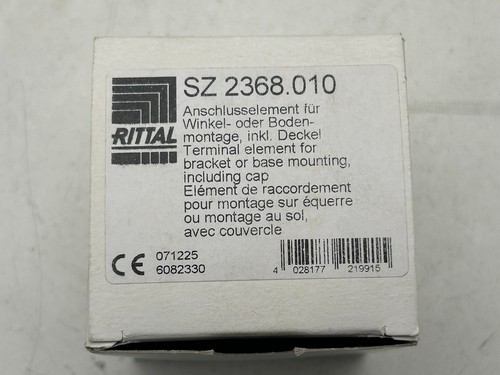 RITTAL
SZ 2368.010
Anschlusselement für
Winkel- oder Boden-
montage, inkl. Deckel
Terminal element for
bracket or base mounting,
including cap
Elément de raccordement
pour montage sur équerre
ou montage au sol,
avec couvercle
CE
071225
6082330
4 028177 219915